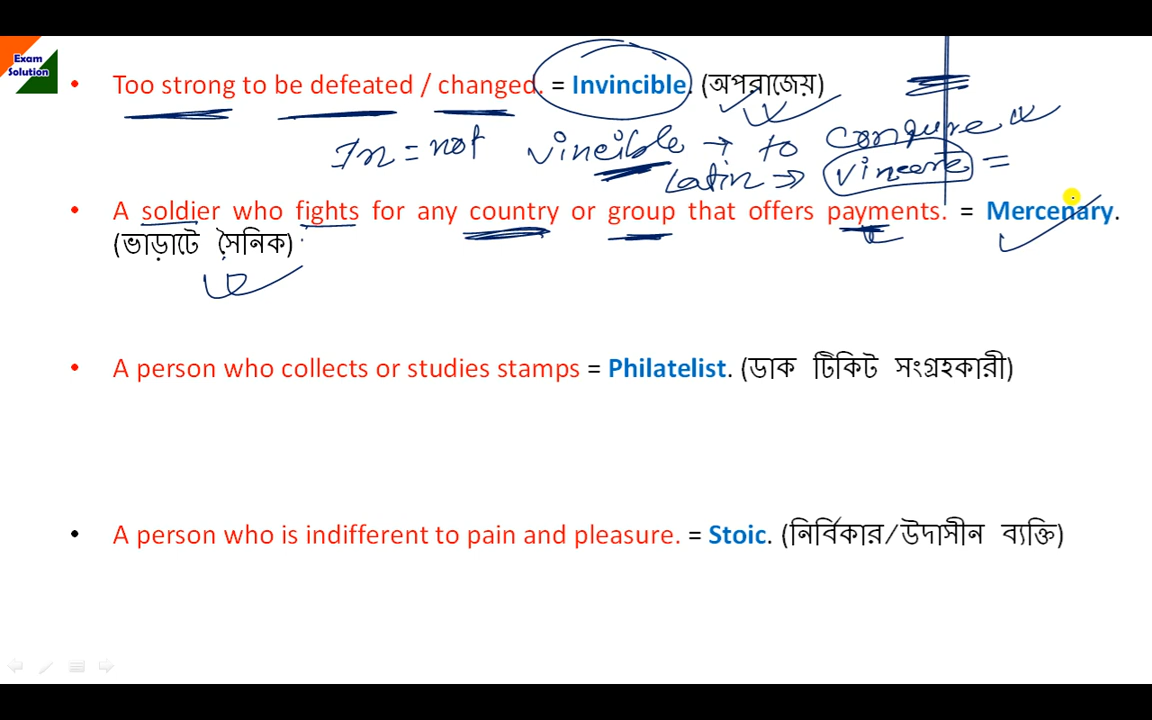 Exam
Solution
• Too strong to be defeated / changed. = Invincible. (অপরাজেয়)
In = not vincible → to conqure
Latin ⇒ vincere =
• A soldier who fights for any country or group that offers payments. = Mercenary.
(ভাড়াটে সৈনিক)
• A person who collects or studies stamps = Philatelist. (ডাক টিকিট সংগ্রহকারী)
• A person who is indifferent to pain and pleasure. = Stoic. (নির্বিকার/উদাসীন ব্যক্তি)